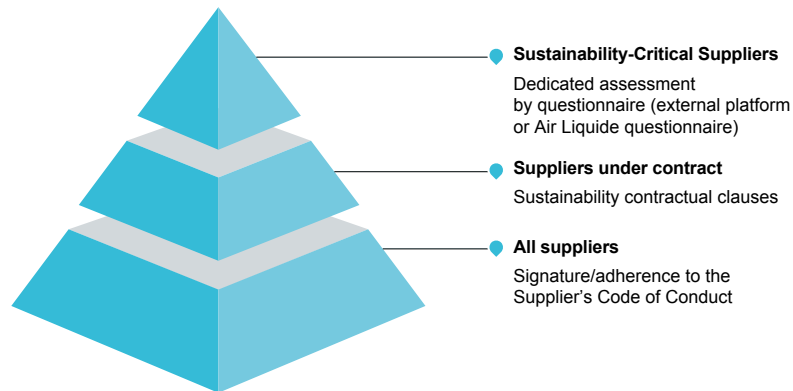 Sustainability-Critical Suppliers
Dedicated assessment
by questionnaire (external platform
or Air Liquide questionnaire)
Suppliers under contract
Sustainability contractual clauses
All suppliers
Signature/adherence to the
Supplier’s Code of Conduct